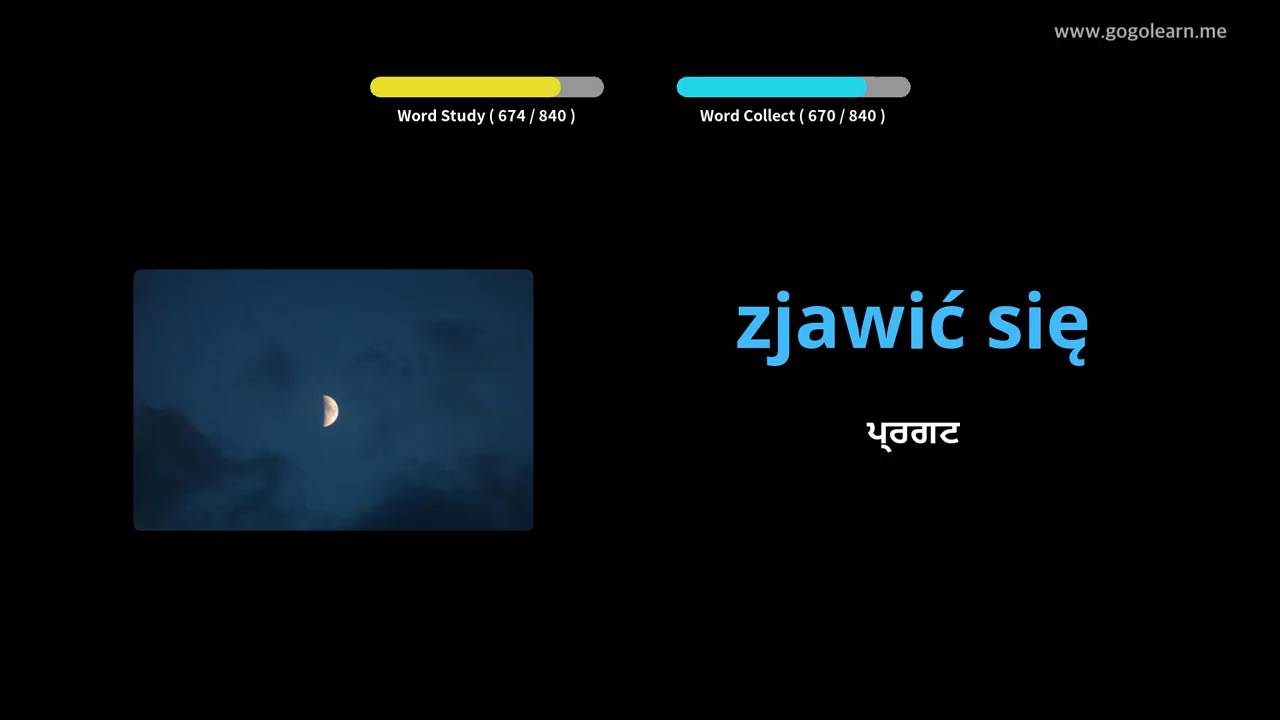 www.gogolearn.me
Word Study ( 674 / 840 )
Word Collect ( 670 / 840 )
zjawić się
ਪ੍ਰਗਟ